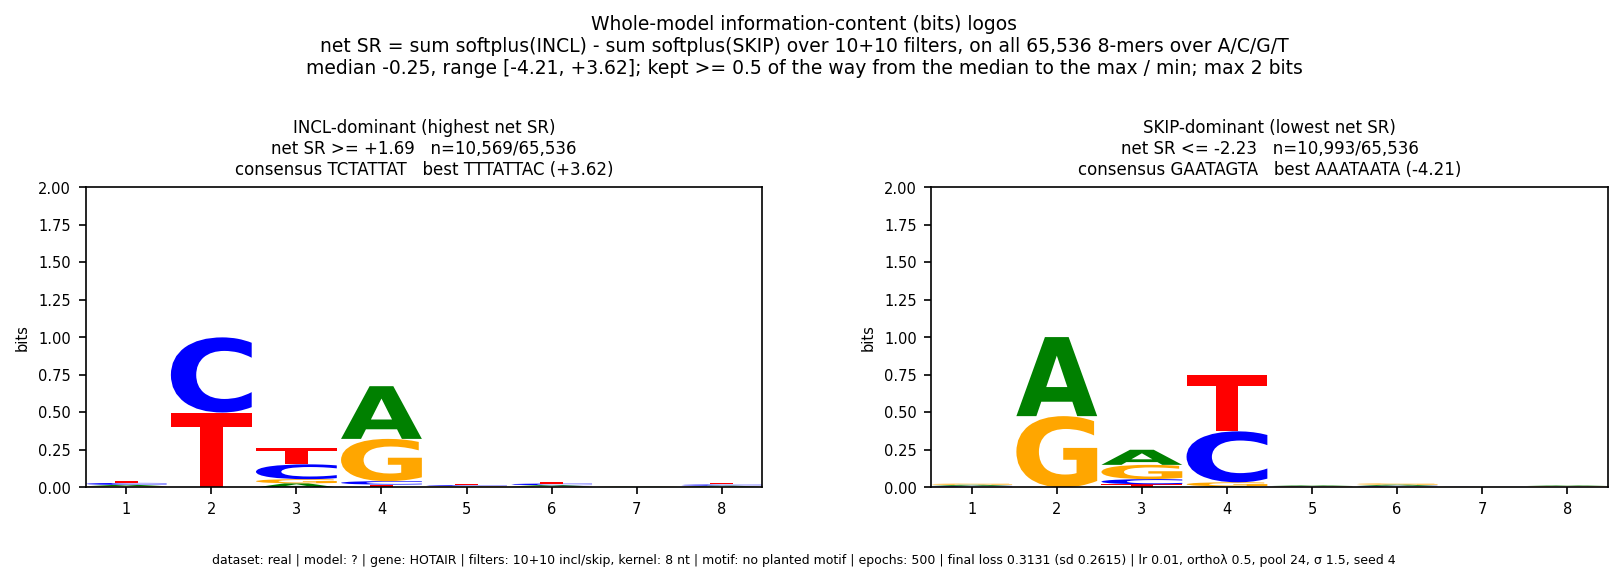 Whole-model information-content (bits) logos
net SR = sum softplus(INCL) - sum softplus(SKIP) over 10+10 filters, on all 65,536 8-mers over A/C/G/T
median -0.25, range [-4.21, +3.62]; kept >= 0.5 of the way from the median to the max / min; max 2 bits
INCL-dominant (highest net SR)
net SR >= +1.69   n=10,569/65,536
consensus TCTATTAT   best TTTATTAC (+3.62)
2.00
1.75
1.50
1.25
1.00
0.75
0.50
0.25
0.00
bits
C
T
T
C
A
G
1 2 3 4 5 6 7 8
SKIP-dominant (lowest net SR)
net SR <= -2.23   n=10,993/65,536
consensus GAATAGTA   best AAATAATA (-4.21)
2.00
1.75
1.50
1.25
1.00
0.75
0.50
0.25
0.00
bits
A
G
A
G
T
C
1 2 3 4 5 6 7 8
dataset: real | model: ? | gene: HOTAIR | filters: 10+10 incl/skip, kernel: 8 nt | motif: no planted motif | epochs: 500 | final loss 0.3131 (sd 0.2615) | lr 0.01, orthoλ 0.5, pool 24, σ 1.5, seed 4